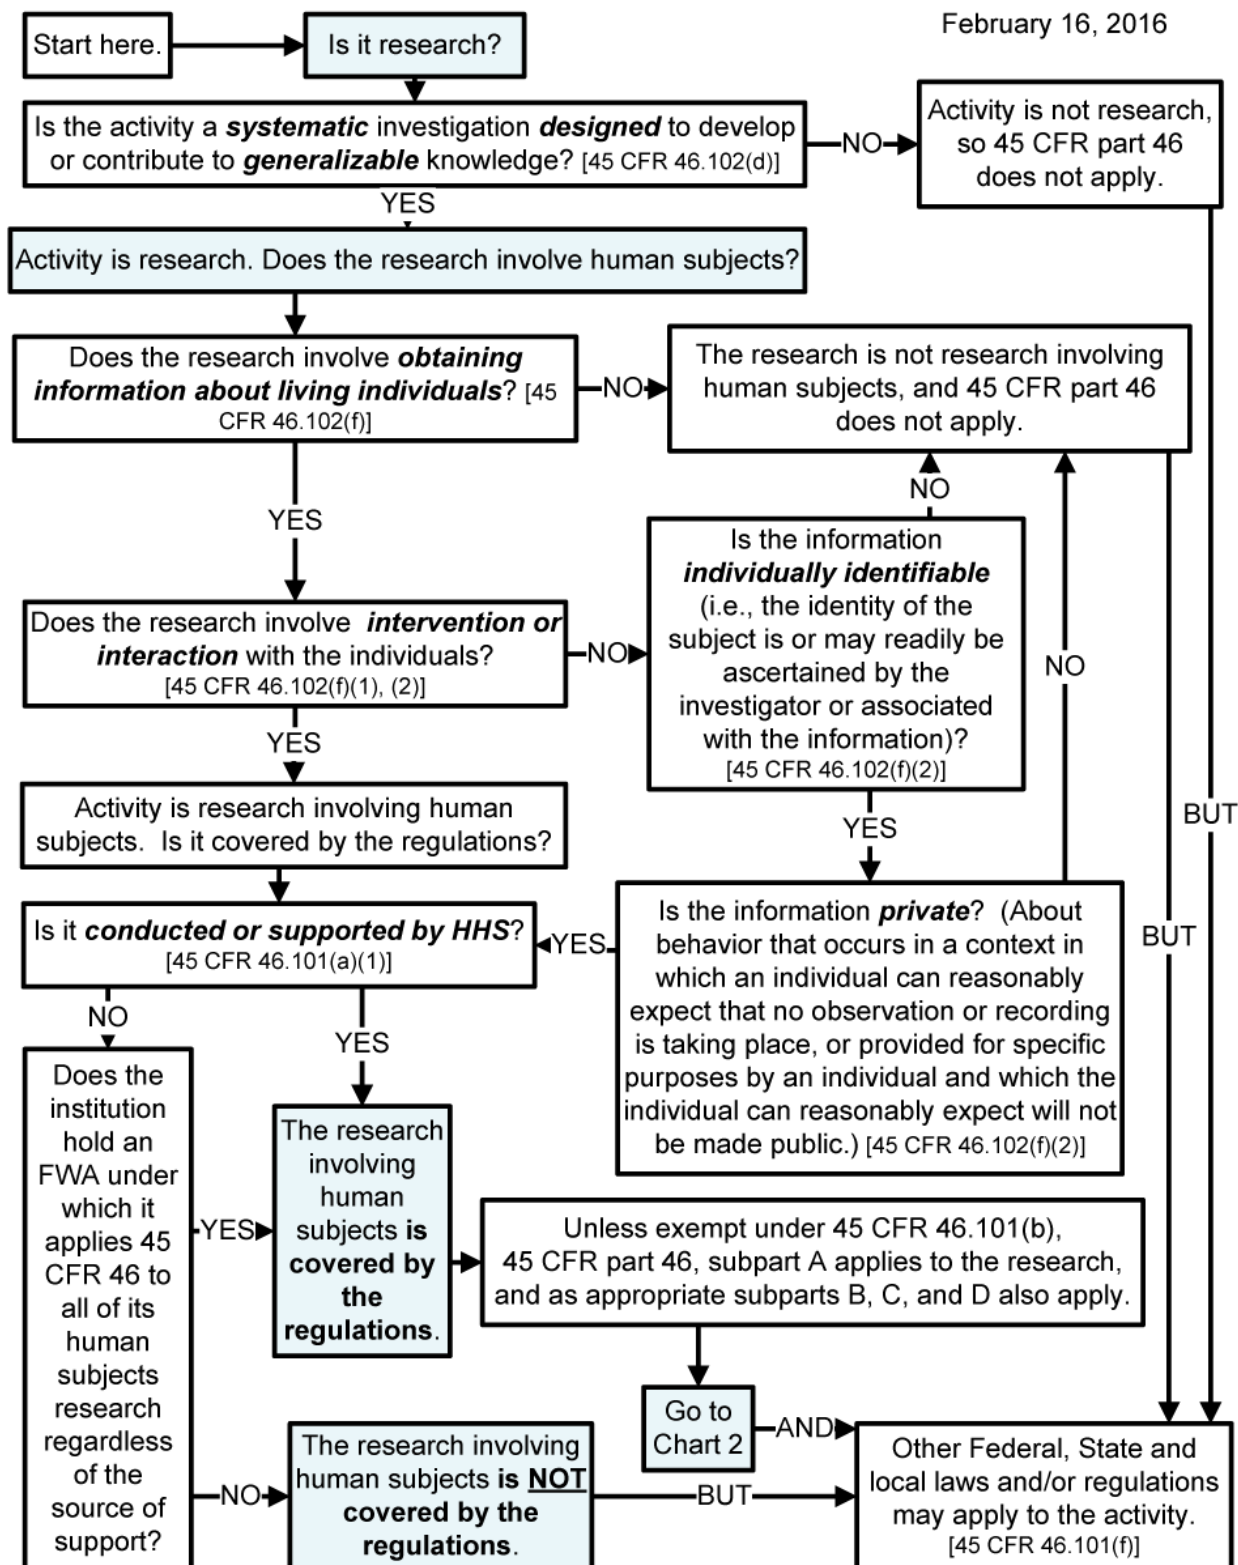 February 16, 2016
Start here.
Is it research?
Is the activity a systematic investigation designed to develop
or contribute to generalizable knowledge? [45 CFR 46.102(d)]
NO
Activity is not research,
so 45 CFR part 46
does not apply.
YES
Activity is research. Does the research involve human subjects?
Does the research involve obtaining
information about living individuals? [45
CFR 46.102(f)]
NO
The research is not research involving
human subjects, and 45 CFR part 46
does not apply.
YES
NO
Does the research involve intervention or
interaction with the individuals?
[45 CFR 46.102(f)(1), (2)]
NO
Is the information
individually identifiable
(i.e., the identity of the
subject is or may readily be
ascertained by the
investigator or associated
with the information)?
[45 CFR 46.102(f)(2)]
NO
YES
YES
BUT
Activity is research involving human
subjects. Is it covered by the regulations?
Is it conducted or supported by HHS?
[45 CFR 46.101(a)(1)]
YES
Is the information private? (About
behavior that occurs in a context in
which an individual can reasonably
expect that no observation or recording
is taking place, or provided for specific
purposes by an individual and which the
individual can reasonably expect will not
be made public.) [45 CFR 46.102(f)(2)]
BUT
NO
YES
Does the
institution
hold an
FWA under
which it
applies 45
CFR 46 to
all of its
human
subjects
research
regardless
of the
source of
support?
YES
The research
involving
human
subjects is
covered by
the
regulations.
Unless exempt under 45 CFR 46.101(b),
45 CFR part 46, subpart A applies to the research,
and as appropriate subparts B, C, and D also apply.
Go to
Chart 2
AND
NO
The research involving
human subjects is NOT
covered by the
regulations.
BUT
Other Federal, State and
local laws and/or regulations
may apply to the activity.
[45 CFR 46.101(f)]